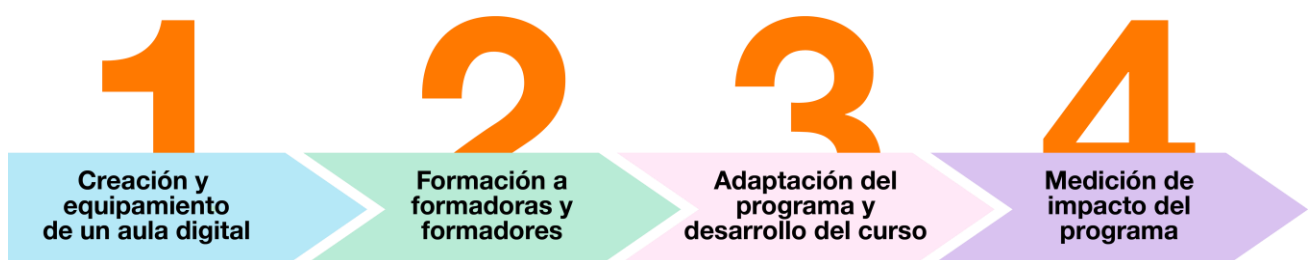 1
Creación y
equipamiento
de un aula digital
2
Formación a
formadoras y
formadores
3
Adaptación del
programa y
desarrollo del curso
4
Medición de
impacto del
programa